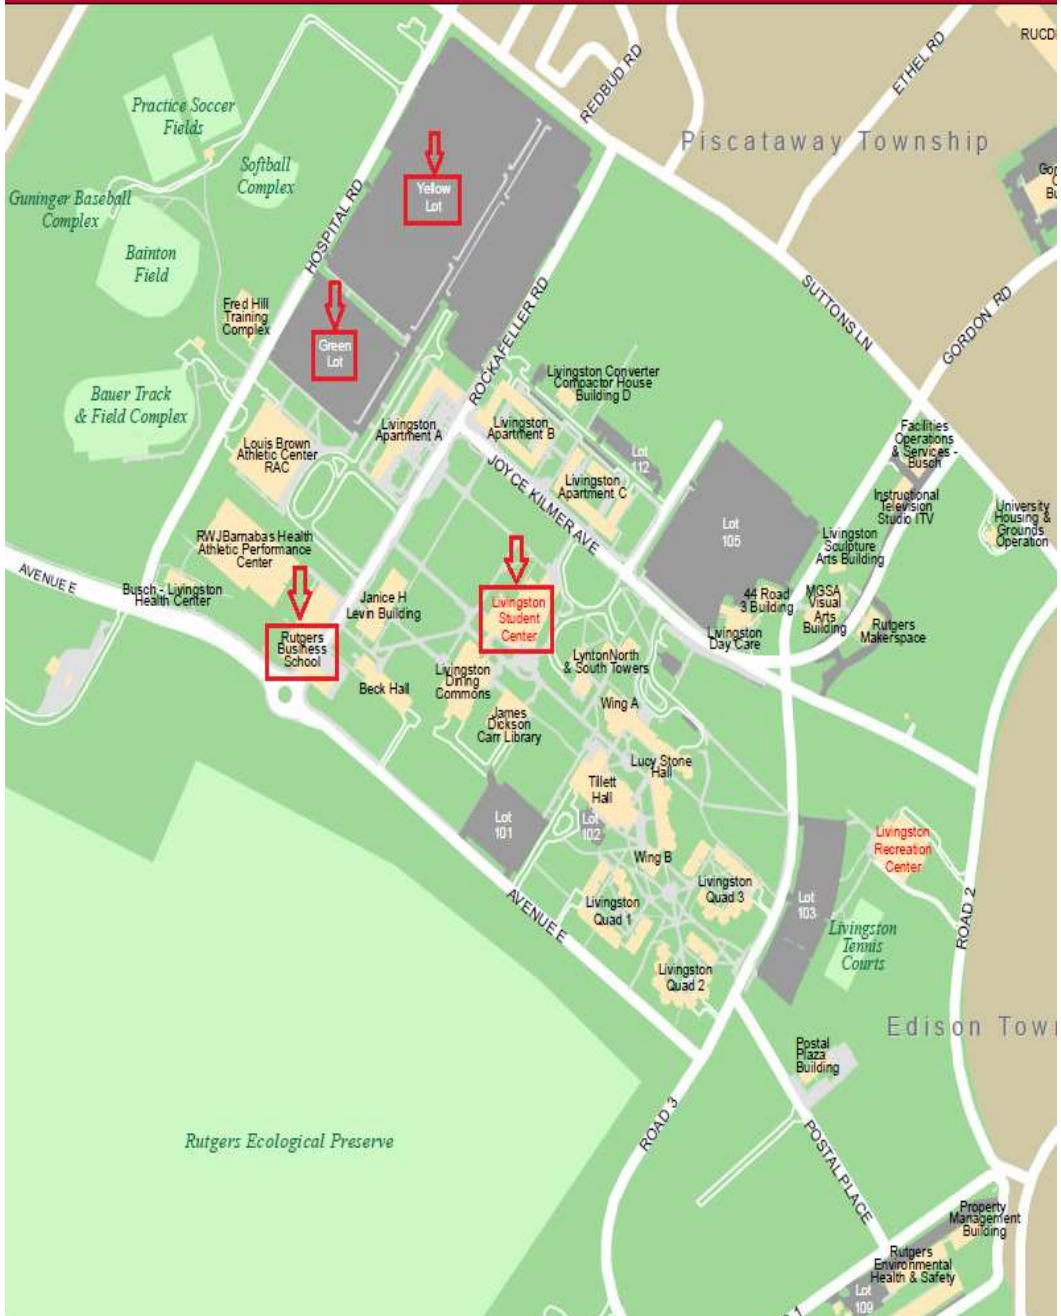 RUCD
REDBUD RD
ETHEL RD
Piscataway Township
Practice Soccer
Fields
Softball
Complex
Yellow
Lot
Guninger Baseball
Complex
HOSPITAL RD
Bainton
Field
Fred Hill
Training
Complex
Green
Lot
ROCKAFELLER RD
SUTTONS LN
GORDON RD
Bauer Track
& Field Complex
Livingston Converter
Compactor House
Building D
Livingston
Apartment A
Livingston
Apartment B
Louis Brown
Athletic Center
RAC
JOYCE KILMER AVE
Livingston
Apartment C
Lot
112
Facilities
Operations
& Services -
Busch
Instructional
Television
Studio ITV
University
Housing &
Grounds
Operation
Lot
105
Livingston
Sculpture
Arts Building
RWJBarnabas Health
Athletic Performance
Center
AVENUE E
Busch - Livingston
Health Center
Janice H
Levin Building
Livingston
Student
Center
44 Road
3 Building
MGSA
Visual
Arts
Building
Rutgers
Makerspace
Livingston
Day Care
Rutgers
Business
School
Beck Hall
Livingston
Dining
Commons
LyntonNorth
& South Towers
James
Dickson
Carr Library
Wing A
Lucy Stone
Hall
Tillett
Hall
Lot
101
Lot
102
Wing B
Livingston
Recreation
Center
AVENUE E
Livingston
Quad 1
Livingston
Quad 3
Lot
103
Livingston
Tennis
Courts
ROAD 2
Livingston
Quad 2
Edison Tow
Postal
Plaza
Building
Rutgers Ecological Preserve
ROAD 3
POSTAL PLACE
Property
Management
Building
Rutgers
Environmental
Health & Safety
Lot
109